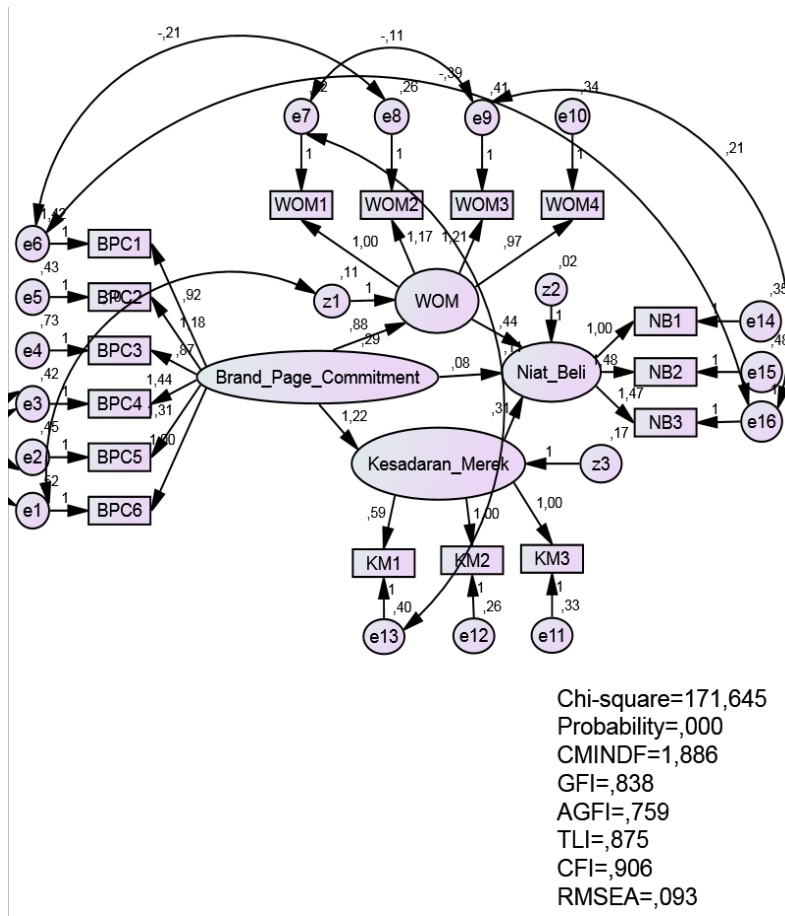 -,21
-,11
-,39
,41
,34
,26
e7
e8
e9
e10
,21
1
1
1
1
WOM1
WOM2
WOM3
WOM4
e6
1
BPC1
1,00
1,17
1,21
,97
,43
e5
1
BPC2
,92
z1
,11
1
WOM
z2
,02
1
,35
,73
e4
1
BPC3
1,18
,88
,29
,44
1,00
NB1
1
e14
,87
Brand_Page_Commitment
,08
Niat_Beli
,48
NB2
1
e15
,48
,42
e3
1
BPC4
1,44
,31
1,22
,31
1,47
NB3
1
e16
,45
e2
1
BPC5
1,00
Kesadaran_Merek
1
,17
z3
e1
1
BPC6
,59
1,00
1,00
KM1
KM2
KM3
1
1
1
,40
,26
,33
e13
e12
e11
Chi-square=171,645
Probability=,000
CMINDF=1,886
GFI=,838
AGFI=,759
TLI=,875
CFI=,906
RMSEA=,093